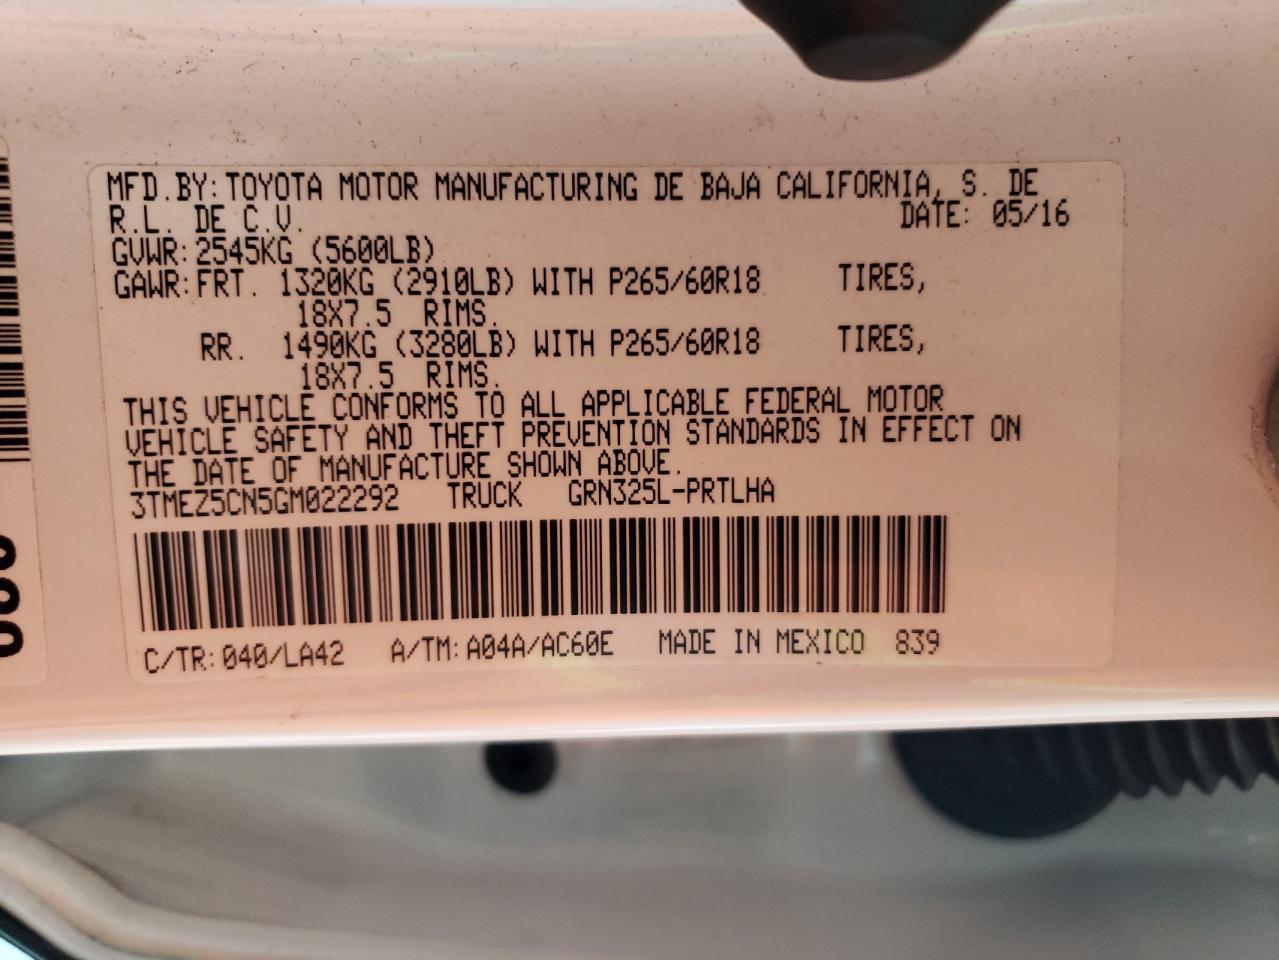 MFD.BY:TOYOTA MOTOR MANUFACTURING DE BAJA CALIFORNIA, S. DE
R.L. DE C.V. DATE: 05/16
GVWR:2545KG (5600LB)
GAWR:FRT. 1320KG (2910LB) WITH P265/60R18 TIRES,
18X7.5 RIMS.
RR. 1490KG (3280LB) WITH P265/60R18 TIRES,
18X7.5 RIMS.
THIS VEHICLE CONFORMS TO ALL APPLICABLE FEDERAL MOTOR
VEHICLE SAFETY AND THEFT PREVENTION STANDARDS IN EFFECT ON
THE DATE OF MANUFACTURE SHOWN ABOVE.
3TMEZ5CN5GM022292 TRUCK GRN325L-PRTLHA
C/TR:040/LA42 A/TM:A04A/AC60E MADE IN MEXICO 839